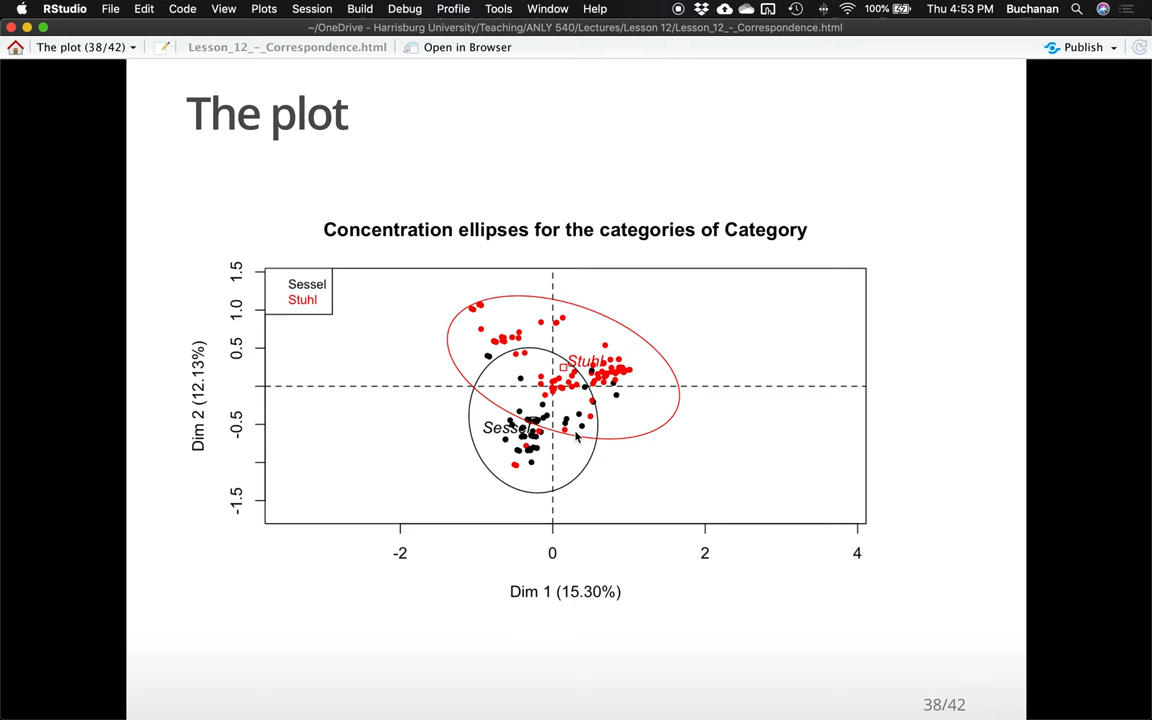 RStudio File Edit Code View Plots Session Build Debug Profile Tools Window Help 100% Thu 4:53 PM Buchanan
~/OneDrive - Harrisburg University/Teaching/ANLY 540/Lectures/Lesson 12/Lesson_12_-_Correspondence.html
The plot (38/42) Lesson_12_-_Correspondence.html Open in Browser Publish
The plot
Concentration ellipses for the categories of Category
Sessel
Stuhl
1.5
1.0
0.5
-0.5
-1.5
Dim 2 (12.13%)
Stuhl
Sessel
-2 0 2 4
Dim 1 (15.30%)
38/42